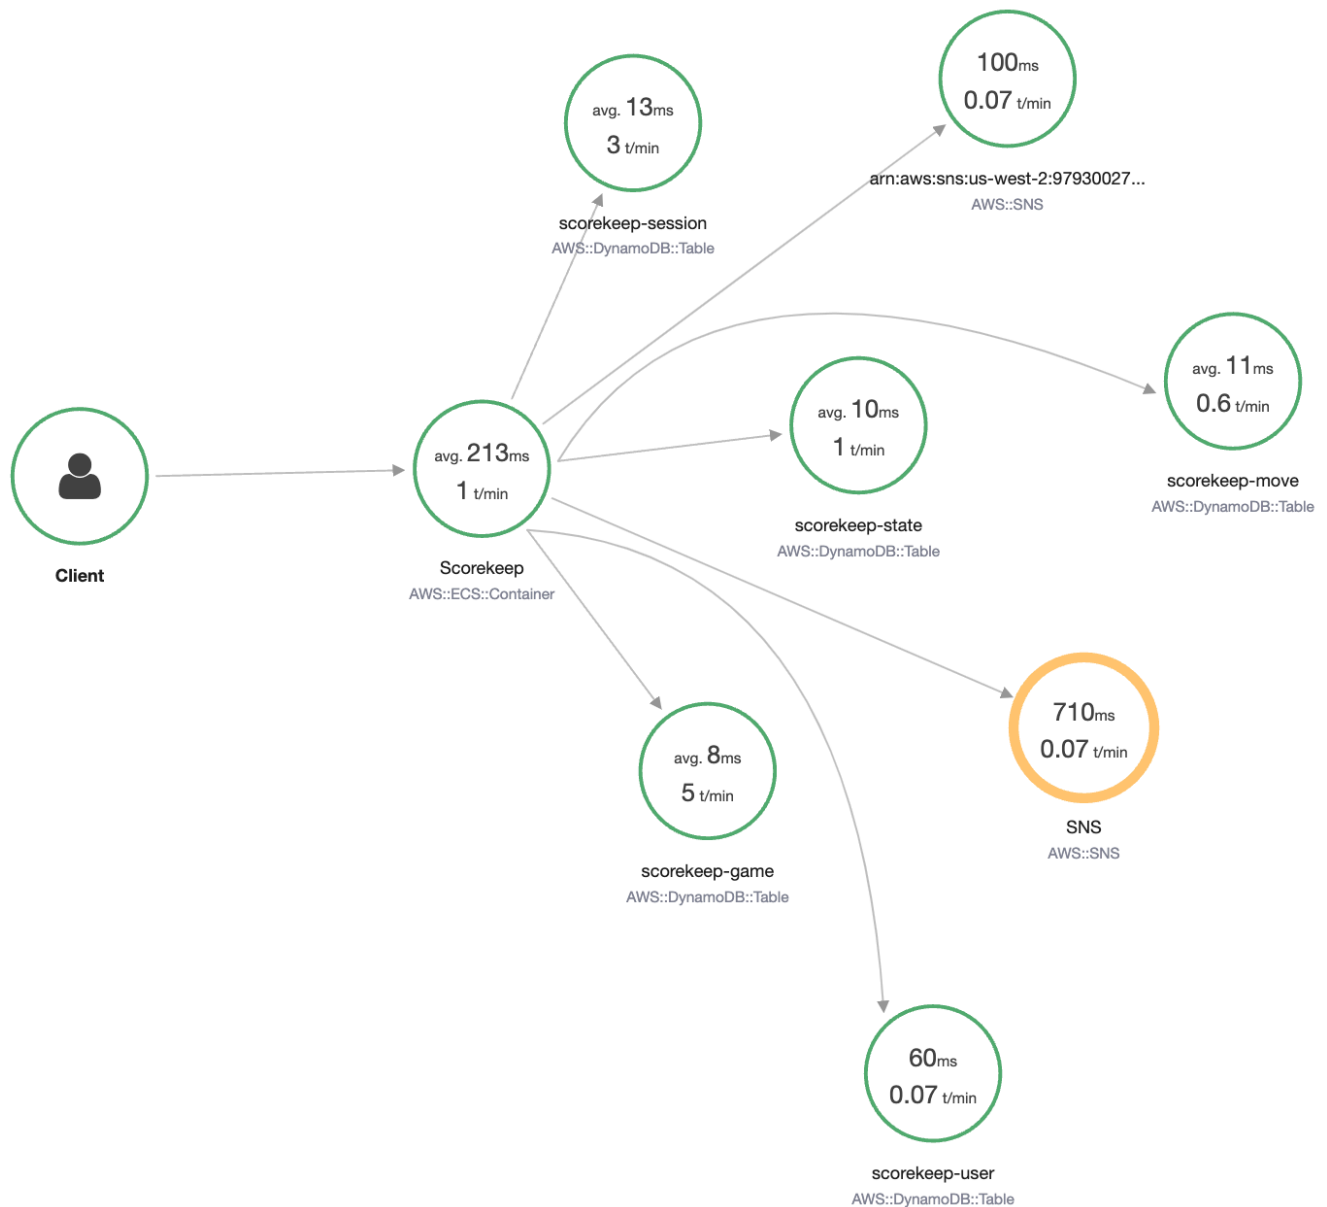 100ms
0.07 t/min
arn:aws:sns:us-west-2:97930027...
AWS::SNS
avg. 13ms
3 t/min
scorekeep-session
AWS::DynamoDB::Table
avg. 11ms
0.6 t/min
scorekeep-move
AWS::DynamoDB::Table
avg. 10ms
1 t/min
scorekeep-state
AWS::DynamoDB::Table
avg. 213ms
1 t/min
Scorekeep
AWS::ECS::Container
Client
710ms
0.07 t/min
SNS
AWS::SNS
avg. 8ms
5 t/min
scorekeep-game
AWS::DynamoDB::Table
60ms
0.07 t/min
scorekeep-user
AWS::DynamoDB::Table